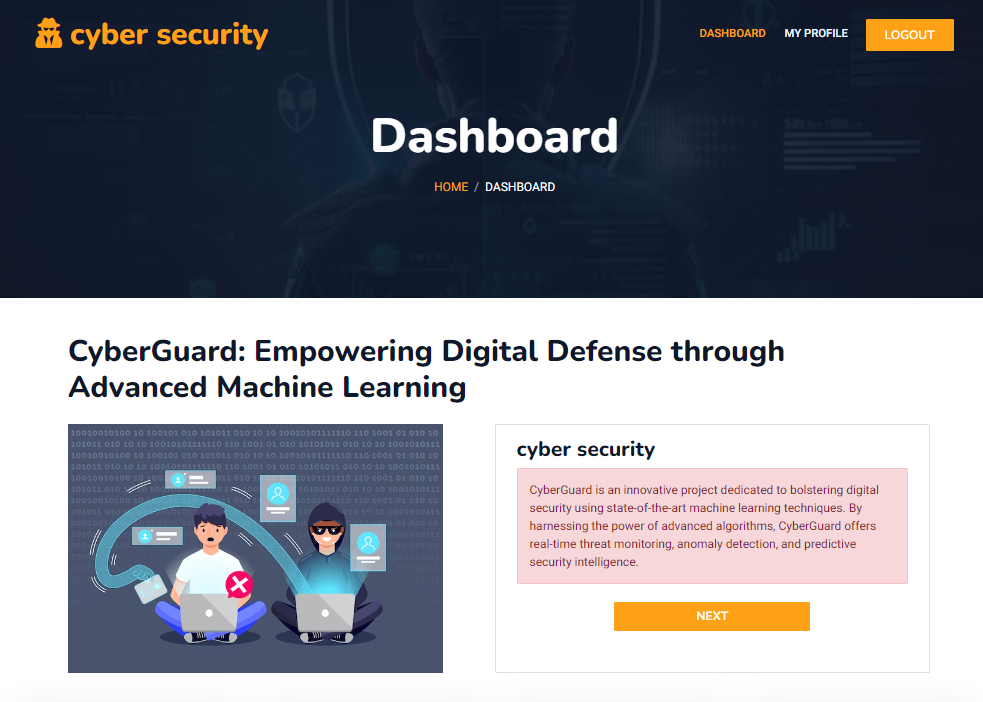 cyber security
DASHBOARD
MY PROFILE
LOGOUT
Dashboard
HOME / DASHBOARD
CyberGuard: Empowering Digital Defense through
Advanced Machine Learning
cyber security
CyberGuard is an innovative project dedicated to bolstering digital
security using state-of-the-art machine learning techniques. By
harnessing the power of advanced algorithms, CyberGuard offers
real-time threat monitoring, anomaly detection, and predictive
security intelligence.
NEXT